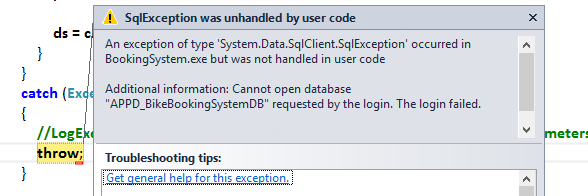 SqlException was unhandled by user code
ds = c
An exception of type 'System.Data.SqlClient.SqlException' occurred in
BookingSystem.exe but was not handled in user code
}
}
catch (Exce
Additional information: Cannot open database
"APPD_BikeBookingSystemDB" requested by the login. The login failed.
{
//LogExc
meters
throw;
Troubleshooting tips:
}
Get general help for this exception.